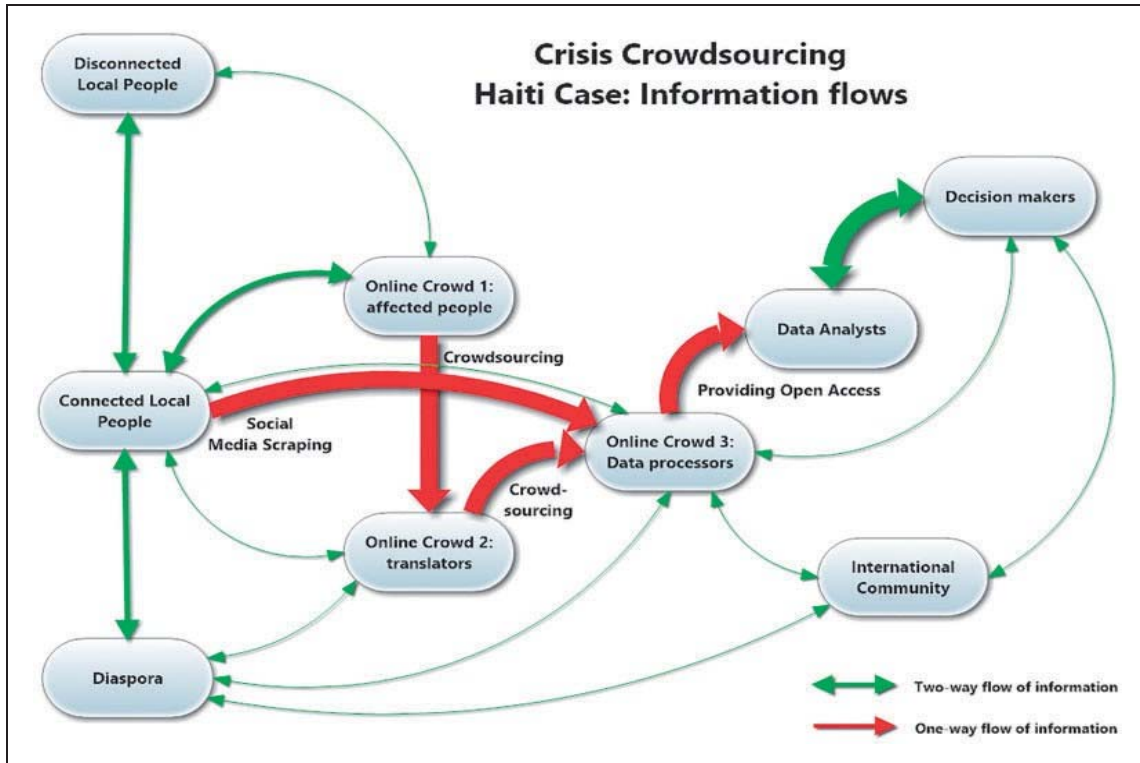 Crisis Crowdsourcing
Haiti Case: Information flows
Disconnected
Local People
Decision makers
Online Crowd 1:
affected people
Data Analysts
Crowdsourcing
Providing Open Access
Connected Local
People
Social
Media Scraping
Online Crowd 3:
Data processors
Crowd-
sourcing
Online Crowd 2:
translators
International
Community
Diaspora
Two-way flow of information
One-way flow of information